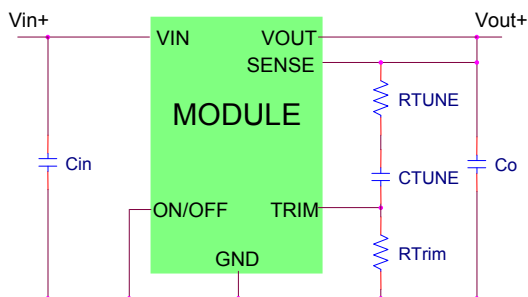 Vin+
Vout+
VIN
VOUT
SENSE
RTUNE
MODULE
Cin
CTUNE
Co
ON/OFF
TRIM
RTrim
GND